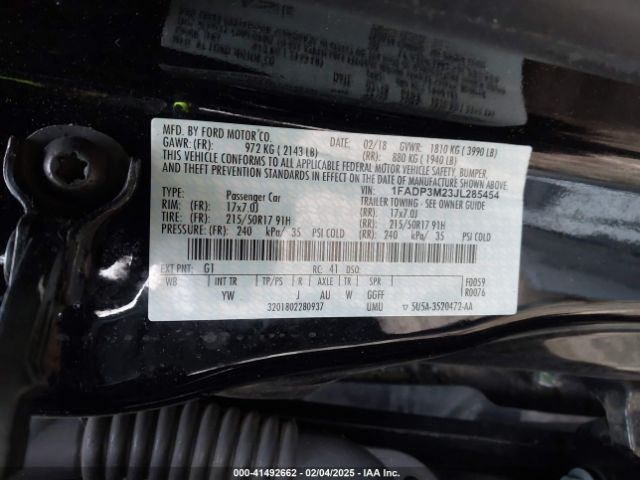 MFD. BY FORD MOTOR CO.
DATE: 02/18 GVWR: 1810 KG ( 3990 LB)
GAWR: (FR): 972 KG ( 2143 LB) (RR): 880 KG ( 1940 LB)
THIS VEHICLE CONFORMS TO ALL APPLICABLE FEDERAL MOTOR VEHICLE SAFETY, BUMPER,
AND THEFT PREVENTION STANDARDS IN EFFECT ON THE DATE OF MANUFACTURE SHOWN ABOVE.
VIN: 1FADP3M23JL285454
TYPE: Passenger Car TRAILER TOWING - SEE OWNER GUIDE
RIM: (FR): 17x7.0J (RR): 17x7.0J
TIRE: (FR): 215/50R17 91H (RR): 215/50R17 91H
PRESSURE: (FR): 240 kPa/ 35 PSI COLD (RR): 240 kPa/ 35 PSI COLD
EXT PNT: G1 RC: 41 DSO: F0059
WB INT TR TP/PS R AXLE TR SPR R0076
YW J AU W GGFF
3201802280937 UMU 5U5A-3520472-AA
000-41492662 - 02/04/2025 - IAA Inc.